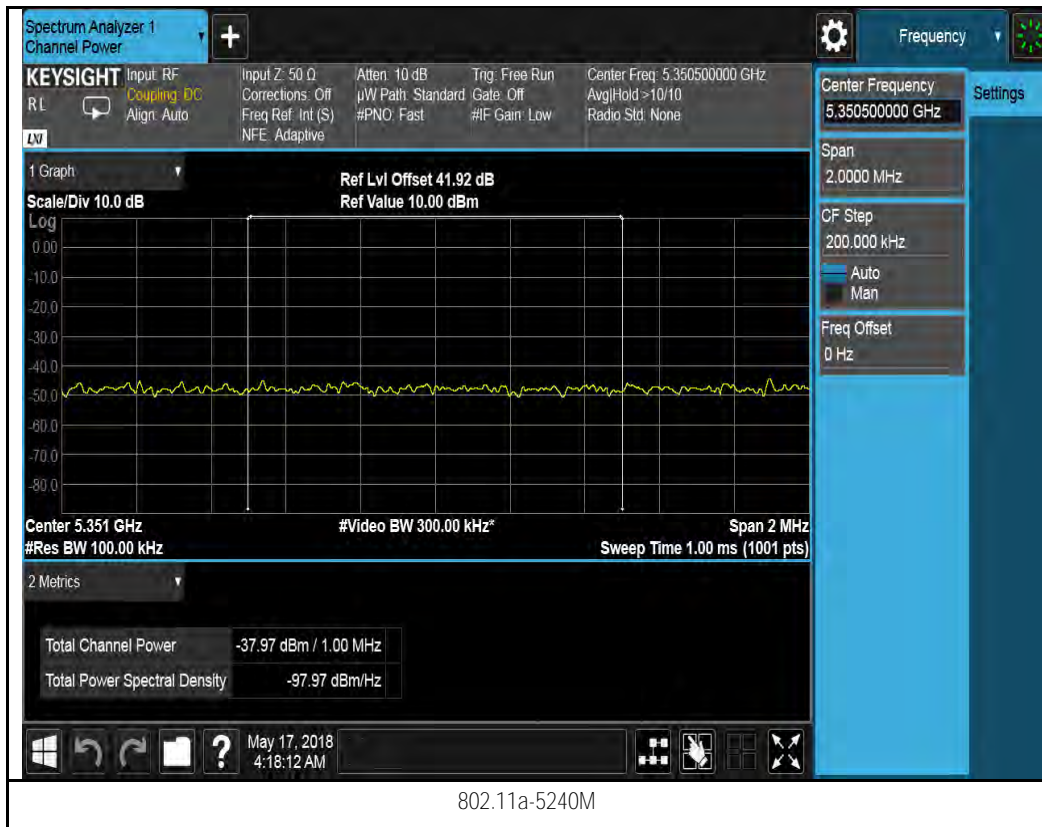 Spectrum Analyzer 1
Channel Power
Frequency
KEYSIGHT
RL
LXI
Input: RF
Coupling: DC
Align: Auto
Input Z: 50 Ω
Corrections: Off
Freq Ref: Int (S)
NFE: Adaptive
Atten: 10 dB
µW Path: Standard
#PNO: Fast
Trig: Free Run
Gate: Off
#IF Gain: Low
Center Freq: 5.350500000 GHz
Avg|Hold >10/10
Radio Std: None
Center Frequency
5.350500000 GHz
Settings
Span
2.0000 MHz
CF Step
200.000 kHz
Auto
Man
Freq Offset
0 Hz
1 Graph
Scale/Div 10.0 dB
Ref Lvl Offset 41.92 dB
Ref Value 10.00 dBm
Log
0.00
-10.0
-20.0
-30.0
-40.0
-50.0
-60.0
-70.0
-80.0
Center 5.351 GHz
#Res BW 100.00 kHz
#Video BW 300.00 kHz*
Span 2 MHz
Sweep Time 1.00 ms (1001 pts)
2 Metrics
Total Channel Power -37.97 dBm / 1.00 MHz
Total Power Spectral Density -97.97 dBm/Hz
?
May 17, 2018
4:18:12 AM
802.11a-5240M